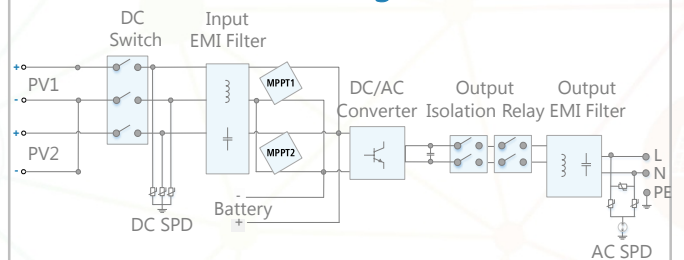 DC
Switch
Input
EMI Filter
DC/AC
Converter
Output
Isolation Relay
Output
EMI Filter
+
PV1
-
+
PV2
-
MPPT1
MPPT2
DC SPD
-
Battery
+
L
N
PE
AC SPD